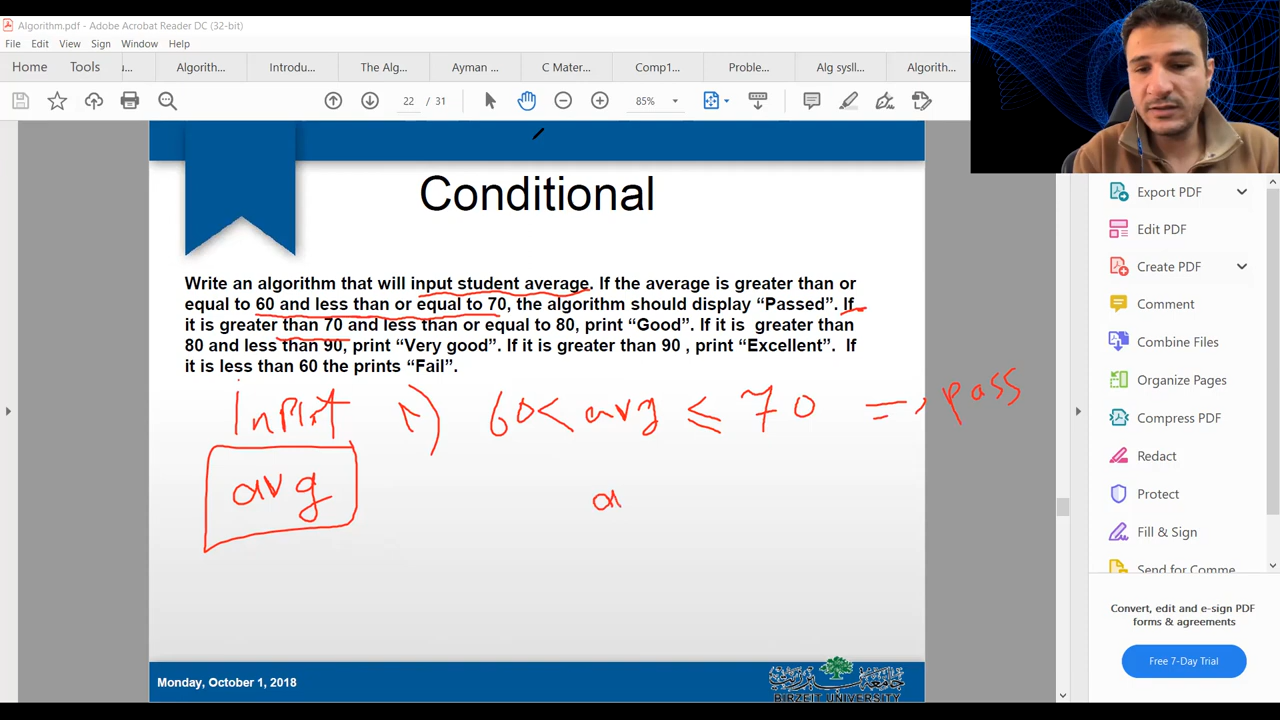 Algorithm.pdf - Adobe Acrobat Reader DC (32-bit)
File Edit View Sign Window Help
Home Tools u... Algorith... Introdu... The Alg... Ayman ... C Mater... Comp1... Proble... Alg sysll... Algorith...
22 / 31 85%
Conditional
Write an algorithm that will input student average. If the average is greater than or
equal to 60 and less than or equal to 70, the algorithm should display “Passed”. If
it is greater than 70 and less than or equal to 80, print “Good”. If it is greater than
80 and less than 90, print “Very good”. If it is greater than 90 , print “Excellent”. If
it is less than 60 the prints “Fail”.
Input 1) 60< avg ≤ 70 => pass
avg
a
Monday, October 1, 2018
BIRZEIT UNIVERSITY
Export PDF
Edit PDF
Create PDF
Comment
Combine Files
Organize Pages
Compress PDF
Redact
Protect
Fill & Sign
Send for Comme
Convert, edit and e-sign PDF
forms & agreements
Free 7-Day Trial